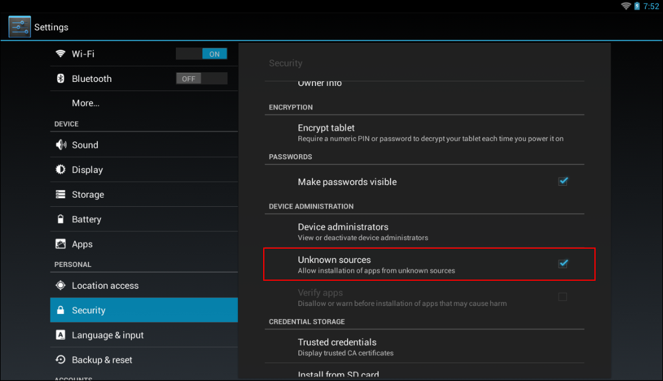 7:52
Settings
Wi-Fi
ON
Bluetooth
OFF
More...
DEVICE
Sound
Display
Storage
Battery
Apps
PERSONAL
Location access
Security
Language & input
Backup & reset
ACCOUNTS
Security
Owner info
ENCRYPTION
Encrypt tablet
Require a numeric PIN or password to decrypt your tablet each time you power it on
PASSWORDS
Make passwords visible
DEVICE ADMINISTRATION
Device administrators
View or deactivate device administrators
Unknown sources
Allow installation of apps from unknown sources
Verify apps
Disallow or warn before installation of apps that may cause harm
CREDENTIAL STORAGE
Trusted credentials
Display trusted CA certificates
Install from SD card